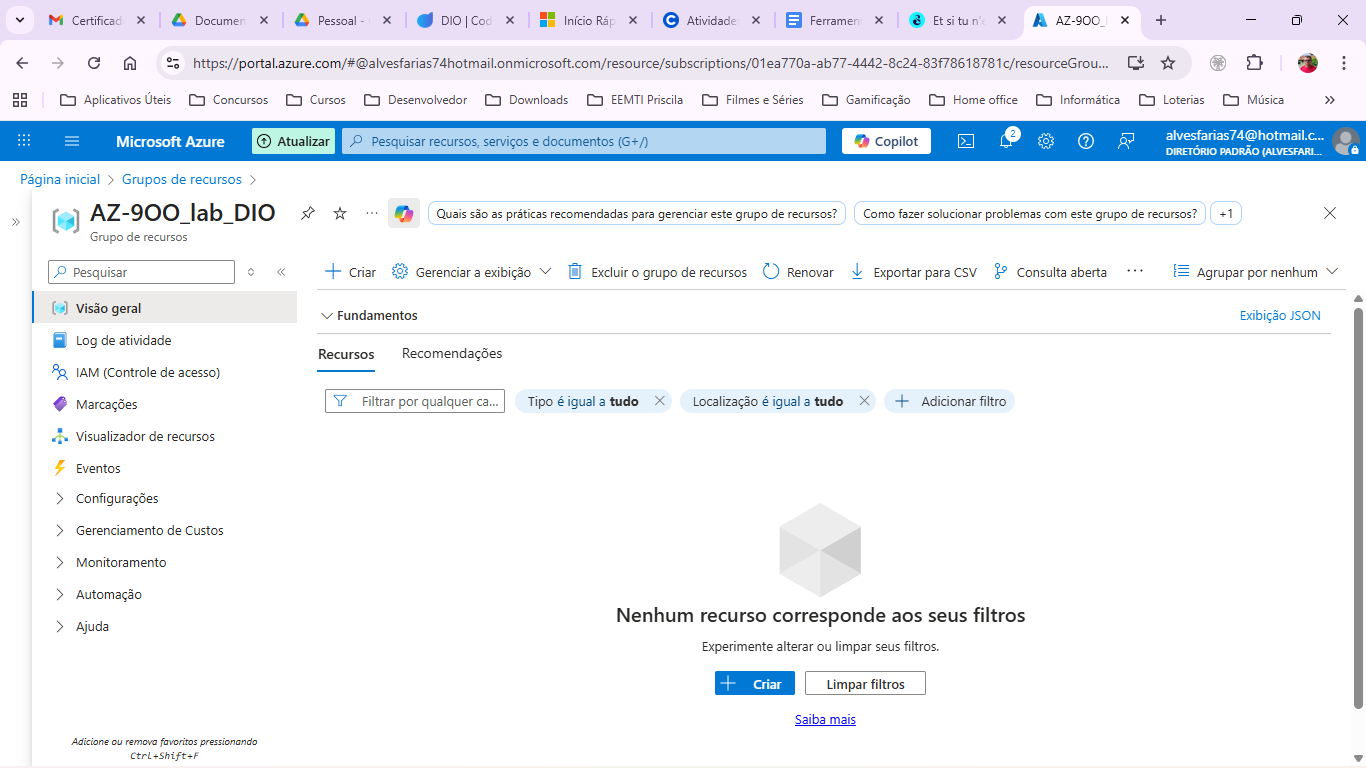 Certificado
Documen
Pessoal -
DIO | Cod
Início Ráp
Atividade
Ferrament
Et si tu n'e
AZ-9OO_l
https://portal.azure.com/#@alvesfarias74hotmail.onmicrosoft.com/resource/subscriptions/01ea770a-ab77-4442-8c24-83f78618781c/resourceGrou...
Aplicativos Úteis
Concursos
Cursos
Desenvolvedor
Downloads
EEMTI Priscila
Filmes e Séries
Gamificação
Home office
Informática
Loterias
Música
Microsoft Azure
Atualizar
Pesquisar recursos, serviços e documentos (G+/)
Copilot
2
alvesfarias74@hotmail.c...
DIRETÓRIO PADRÃO (ALVESFARI...
Página inicial
Grupos de recursos
AZ-9OO_lab_DIO
Grupo de recursos
Quais são as práticas recomendadas para gerenciar este grupo de recursos?
Como fazer solucionar problemas com este grupo de recursos?
+1
Pesquisar
Criar
Gerenciar a exibição
Excluir o grupo de recursos
Renovar
Exportar para CSV
Consulta aberta
Agrupar por nenhum
Visão geral
Log de atividade
IAM (Controle de acesso)
Marcações
Visualizador de recursos
Eventos
Configurações
Gerenciamento de Custos
Monitoramento
Automação
Ajuda
Adicione ou remova favoritos pressionando
Ctrl+Shift+F
Fundamentos
Exibição JSON
Recursos
Recomendações
Filtrar por qualquer ca...
Tipo é igual a tudo
Localização é igual a tudo
Adicionar filtro
Nenhum recurso corresponde aos seus filtros
Experimente alterar ou limpar seus filtros.
Criar
Limpar filtros
Saiba mais